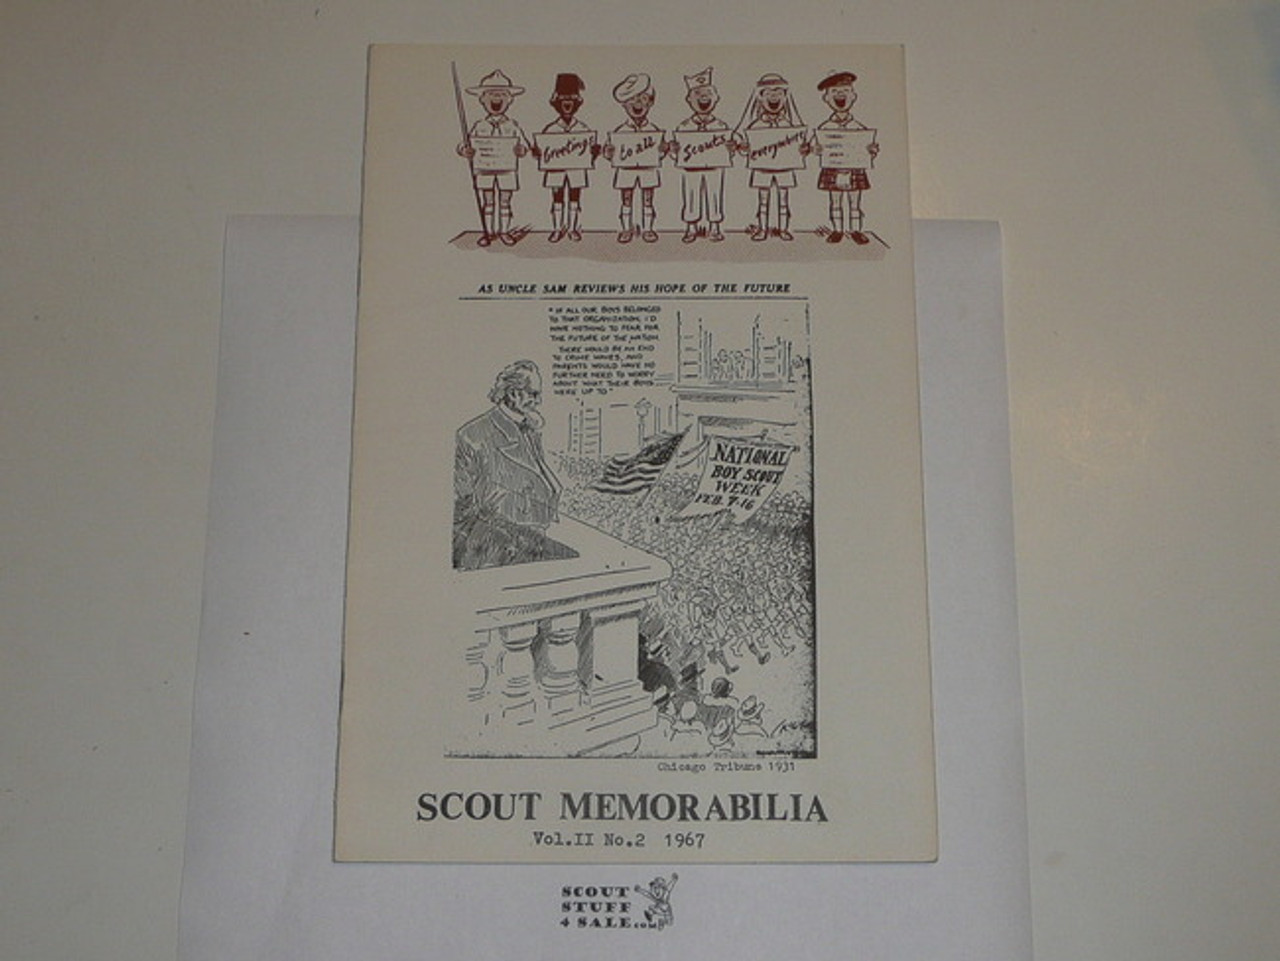 Greetings
to all
Scouts
everywhere
AS UNCLE SAM REVIEWS HIS HOPE OF THE FUTURE
"IF ALL OUR BOYS BELONGED
TO THAT ORGANIZATION, I'D
HAVE NOTHING TO FEAR FOR
THE FUTURE OF THE NATION.
THERE WOULD BE AN END
TO CRIME WAVES, AND
PARENTS WOULD HAVE NO
FURTHER NEED TO WORRY
ABOUT WHAT THEIR BOYS
WERE UP TO"
NATIONAL
BOY SCOUT
WEEK
FEB. 7-16
Chicago Tribune 1931
SCOUT MEMORABILIA
Vol.II No.2 1967
SCOUT
STUFF
4 SALE.com